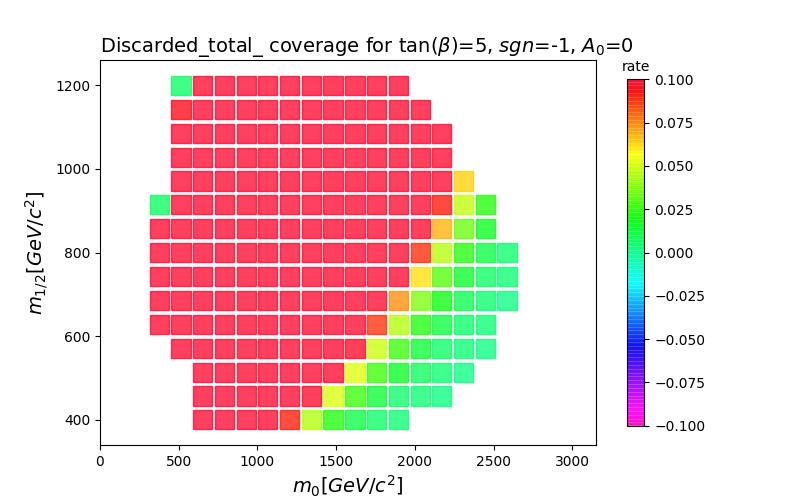 Discarded_total_ coverage for tan(β)=5, sgn=-1, A₀=0
rate
1200
1000
800
600
400
m₁/₂[GeV/c²]
0 500 1000 1500 2000 2500 3000
m₀[GeV/c²]
0.100
0.075
0.050
0.025
0.000
−0.025
−0.050
−0.075
−0.100